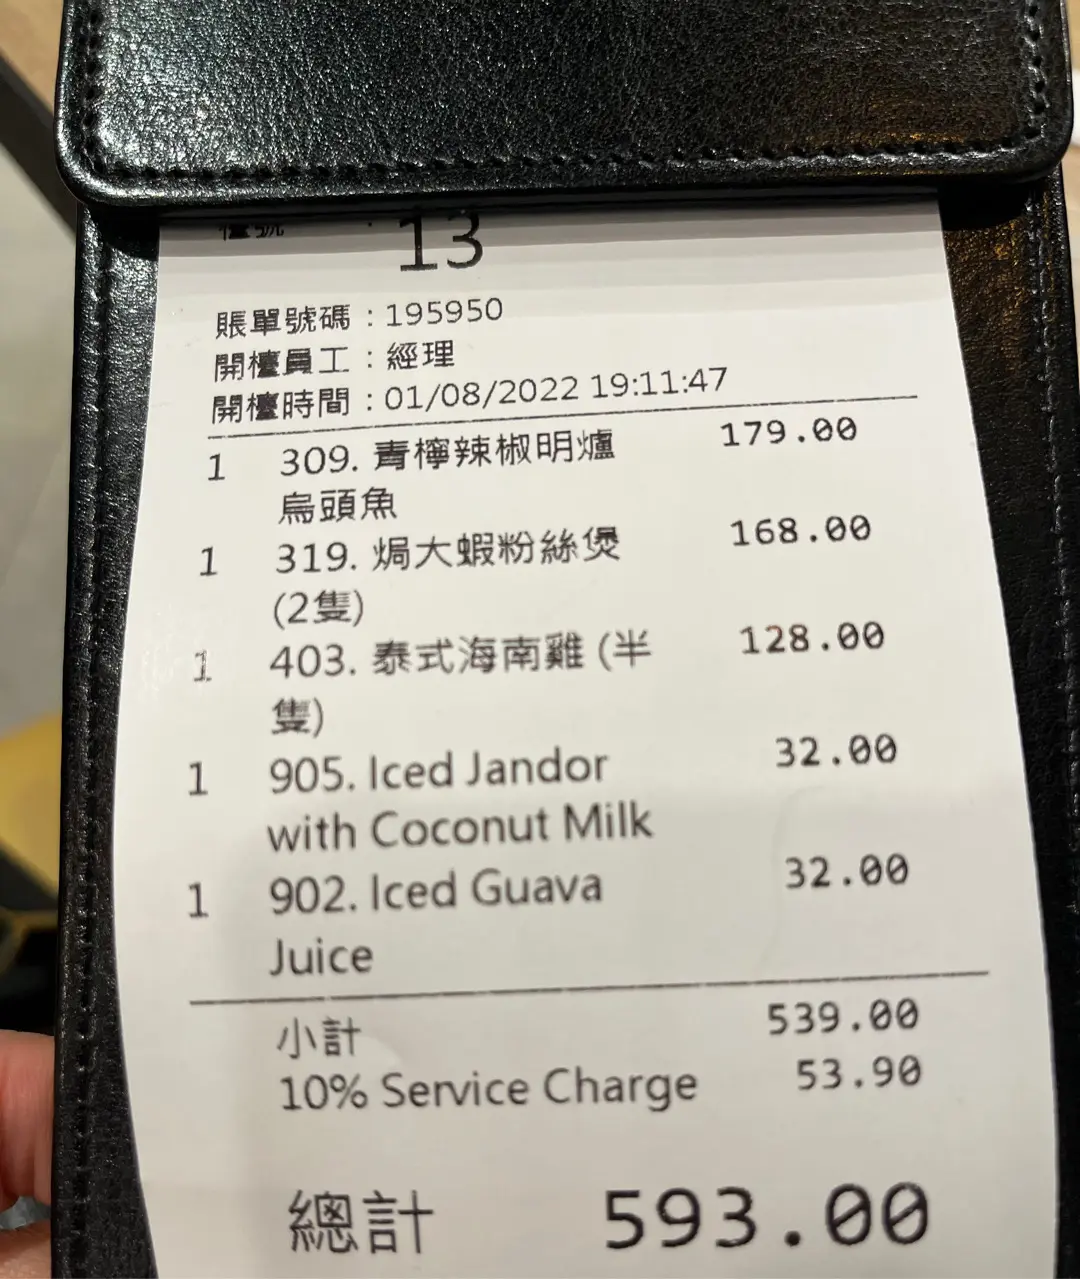 檯號 : 13
賬單號碼 : 195950
開檯員工 : 經理
開檯時間 : 01/08/2022 19:11:47
1 309. 青檸辣椒明爐 179.00
烏頭魚
1 319. 焗大蝦粉絲煲 168.00
(2隻)
1 403. 泰式海南雞 (半 128.00
隻)
1 905. Iced Jandor 32.00
with Coconut Milk
1 902. Iced Guava 32.00
Juice
小計 539.00
10% Service Charge 53.90
總計 593.00